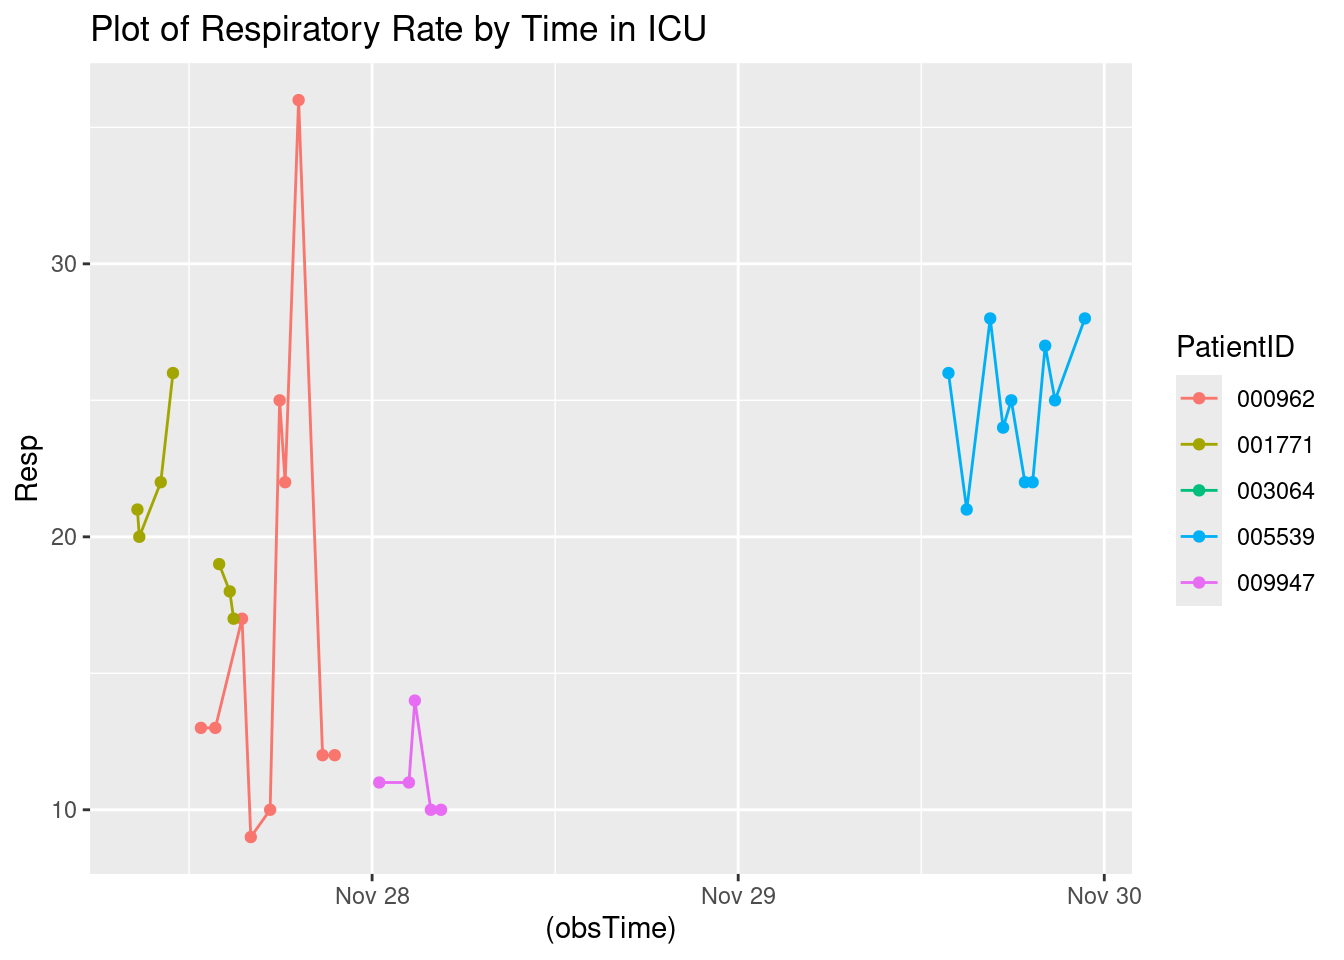 Plot of Respiratory Rate by Time in ICU
Resp
30
20
10
Nov 28
Nov 29
Nov 30
(obsTime)
PatientID
000962
001771
003064
005539
009947